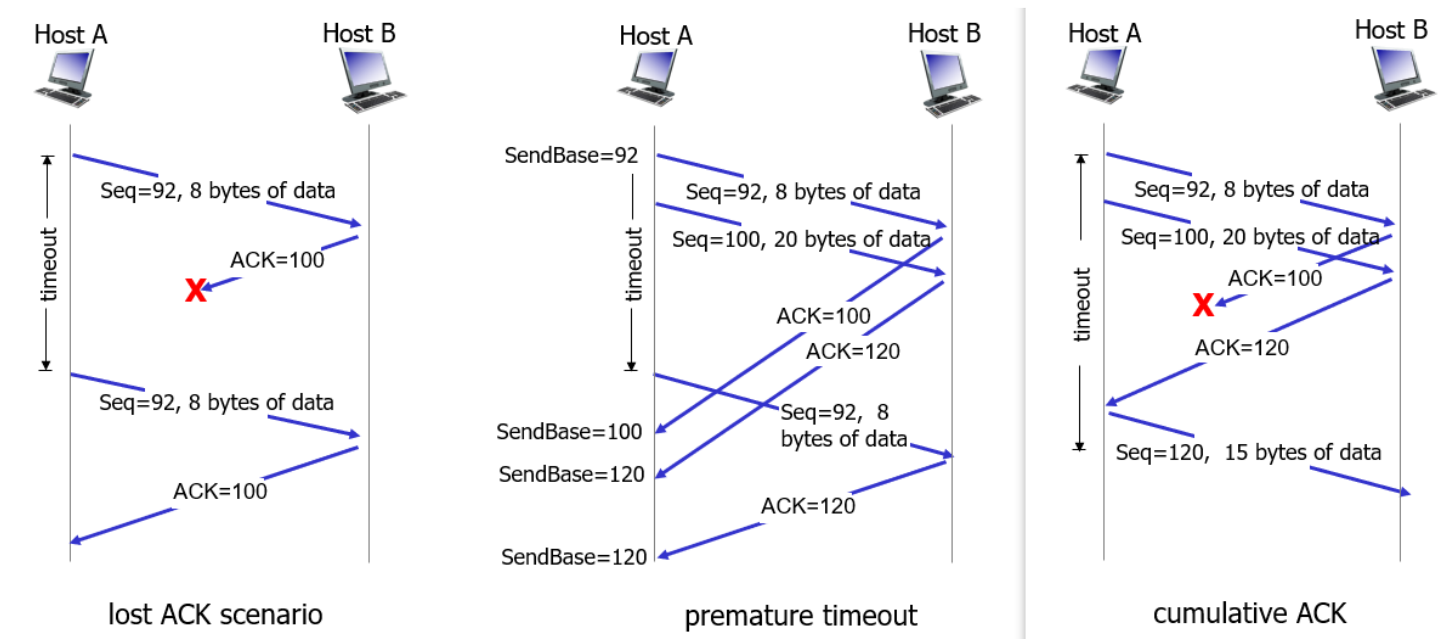 Host A
Host B
Seq=92, 8 bytes of data
ACK=100
X
timeout
Seq=92, 8 bytes of data
ACK=100
lost ACK scenario
Host A
Host B
SendBase=92
Seq=92, 8 bytes of data
Seq=100, 20 bytes of data
timeout
ACK=100
ACK=120
Seq=92, 8
bytes of data
SendBase=100
SendBase=120
ACK=120
SendBase=120
premature timeout
Host A
Host B
Seq=92, 8 bytes of data
Seq=100, 20 bytes of data
ACK=100
X
timeout
ACK=120
Seq=120, 15 bytes of data
cumulative ACK